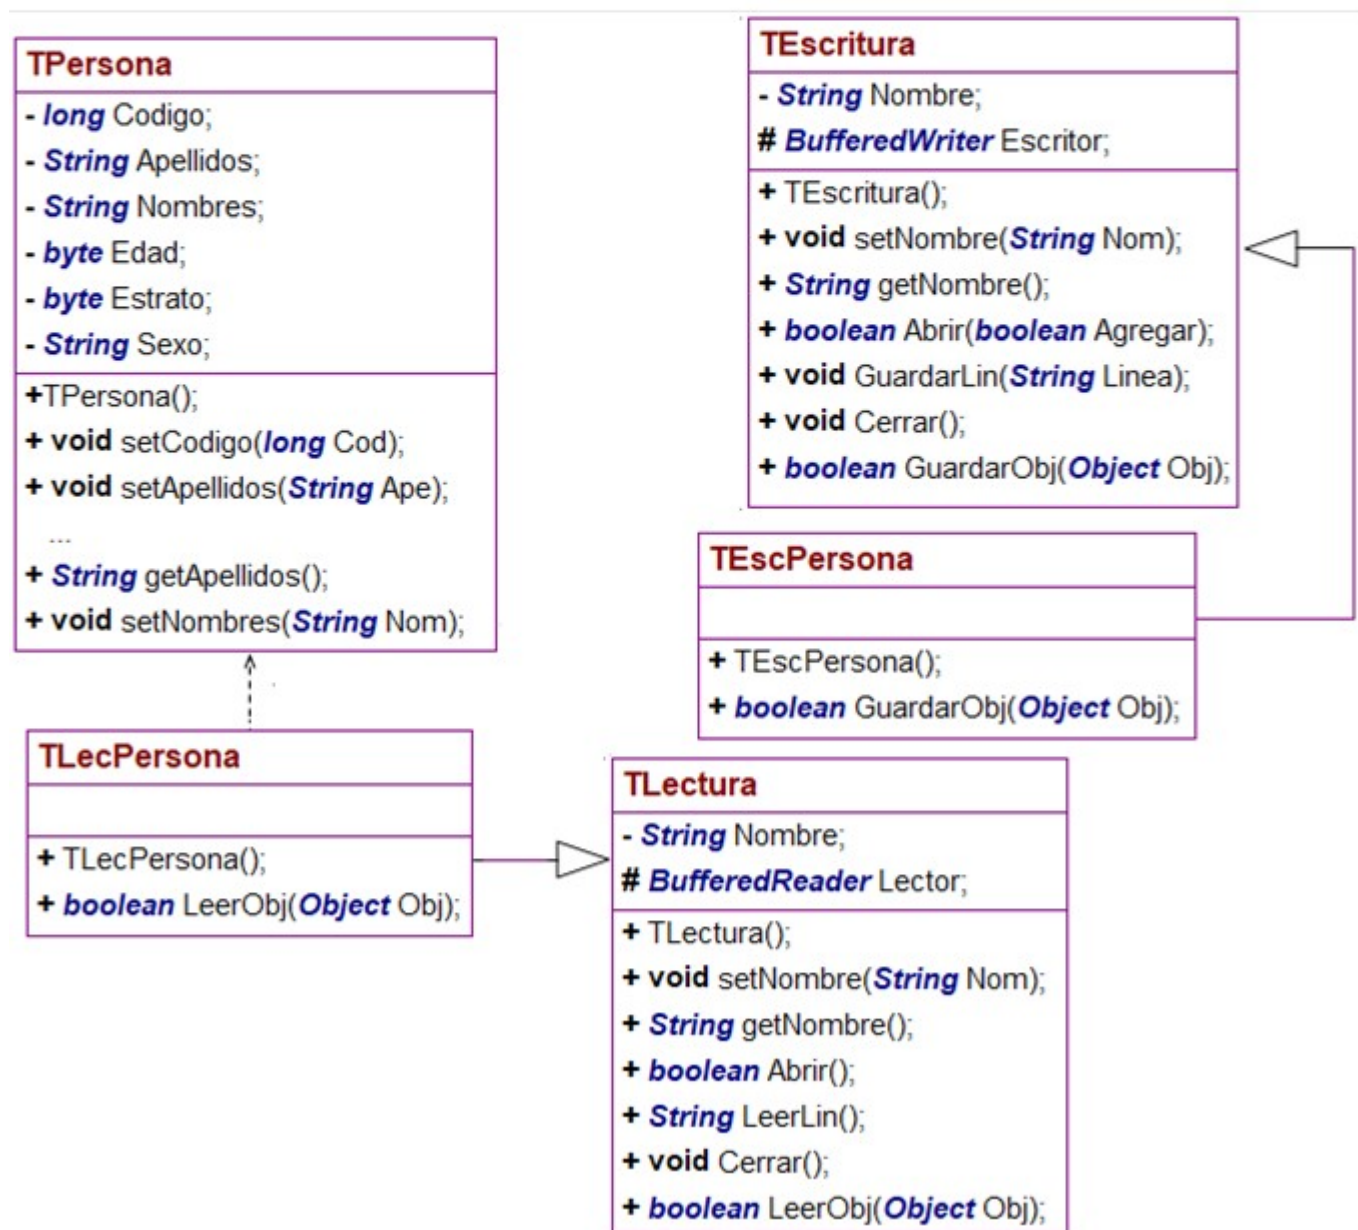 TPersona
- long Codigo;
- String Apellidos;
- String Nombres;
- byte Edad;
- byte Estrato;
- String Sexo;
+TPersona();
+ void setCodigo(long Cod);
+ void setApellidos(String Ape);
...
+ String getApellidos();
+ void setNombres(String Nom);
TEscritura
- String Nombre;
# BufferedWriter Escritor;
+ TEscritura();
+ void setNombre(String Nom);
+ String getNombre();
+ boolean Abrir(boolean Agregar);
+ void GuardarLin(String Linea);
+ void Cerrar();
+ boolean GuardarObj(Object Obj);
TEscPersona
+ TEscPersona();
+ boolean GuardarObj(Object Obj);
TLecPersona
+ TLecPersona();
+ boolean LeerObj(Object Obj);
TLectura
- String Nombre;
# BufferedReader Lector;
+ TLectura();
+ void setNombre(String Nom);
+ String getNombre();
+ boolean Abrir();
+ String LeerLin();
+ void Cerrar();
+ boolean LeerObj(Object Obj);